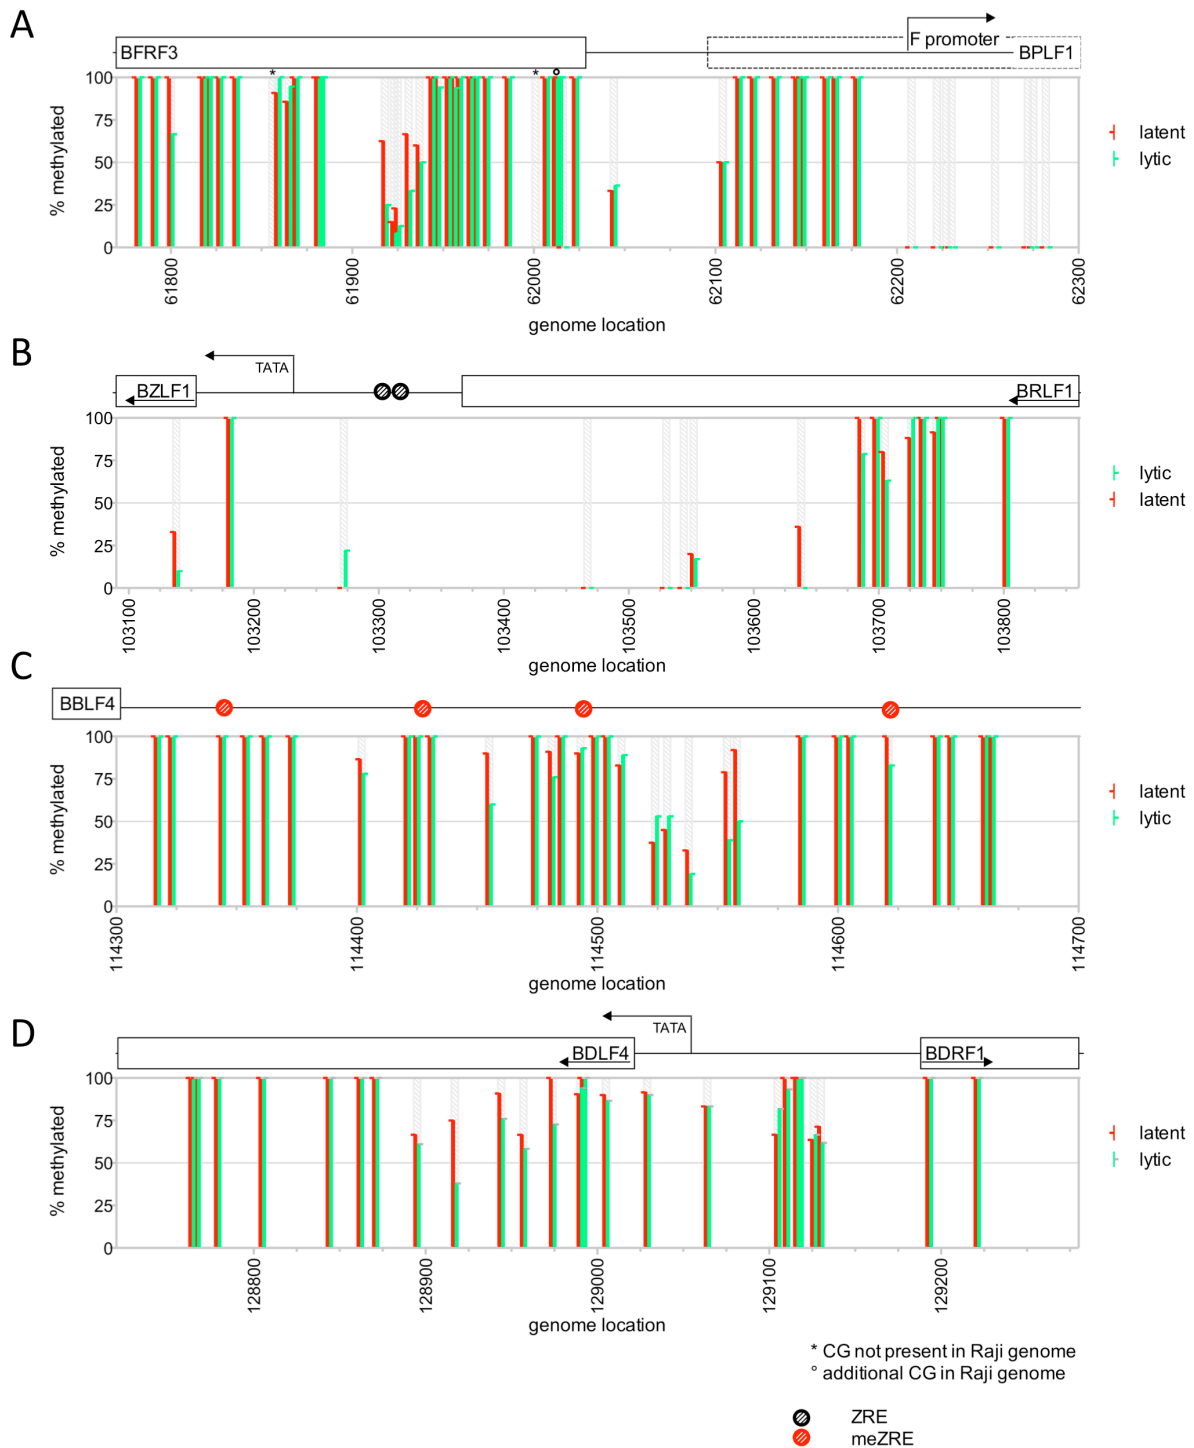 A
BFRF3
F promoter
BPLF1
* * °
100
75
50
25
0
% methylated
61800
61900
62000
62100
62200
62300
genome location
latent
lytic
B
BZLF1
TATA
BRLF1
100
75
50
25
0
% methylated
103100
103200
103300
103400
103500
103600
103700
103800
genome location
lytic
latent
C
BBLF4
100
75
50
25
0
% methylated
114300
114400
114500
114600
114700
genome location
latent
lytic
D
TATA
BDLF4
BDRF1
100
75
50
25
0
% methylated
128800
128900
129000
129100
129200
genome location
latent
lytic
* CG not present in Raji genome
° additional CG in Raji genome
ZRE
meZRE